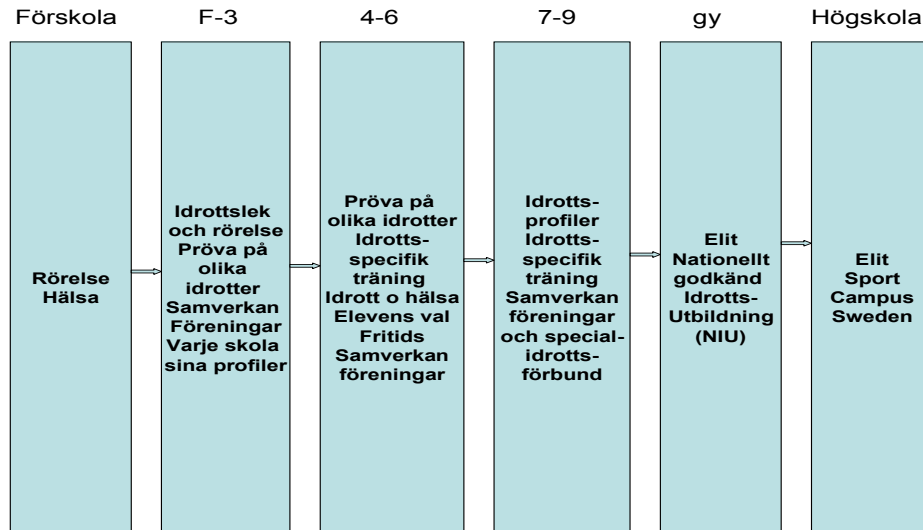 Förskola
F-3
4-6
7-9
gy
Högskola
Rörelse
Hälsa
Idrottslek
och rörelse
Pröva på
olika
idrotter
Samverkan
Föreningar
Varje skola
sina profiler
Pröva på
olika idrotter
Idrotts-
specifik
träning
Idrott o hälsa
Elevens val
Fritids
Samverkan
föreningar
Idrotts-
profiler
Idrotts-
specifik
träning
Samverkan
föreningar
och special-
idrotts-
förbund
Elit
Nationellt
godkänd
Idrotts-
Utbildning
(NIU)
Elit
Sport
Campus
Sweden